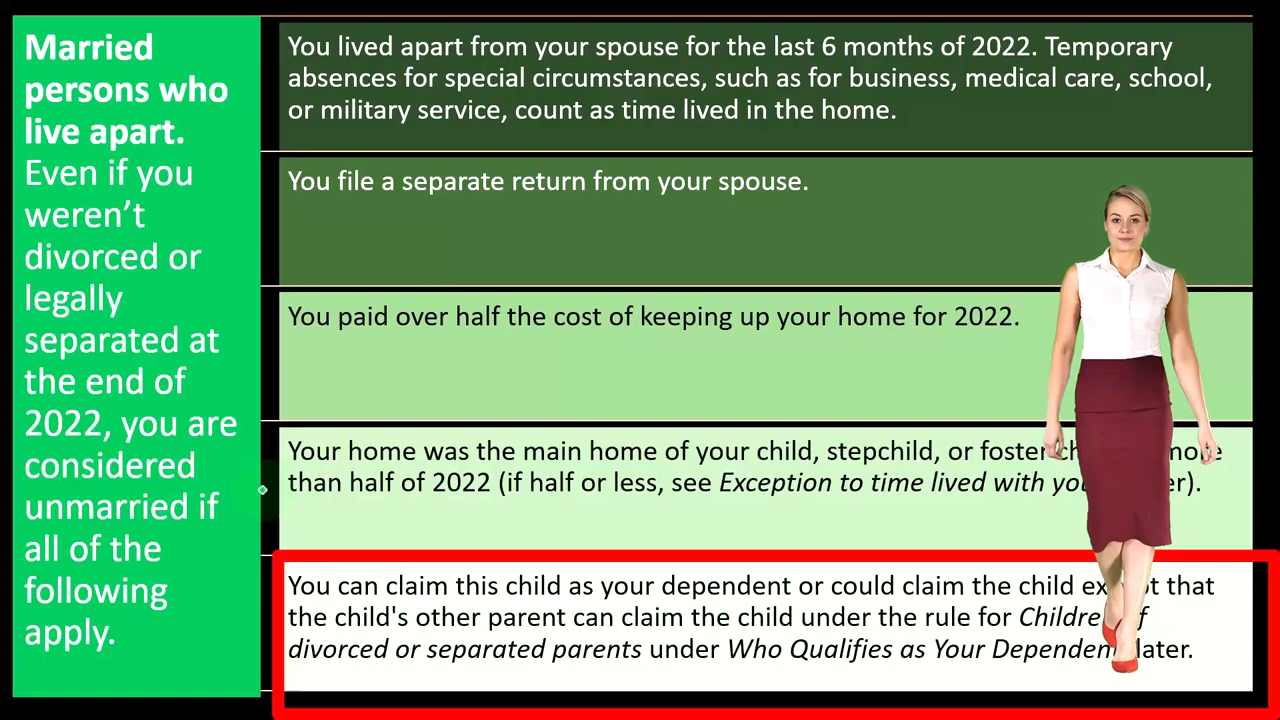 Married
persons who
live apart.
Even if you
weren't
divorced or
legally
separated at
the end of
2022, you are
considered
unmarried if
all of the
following
apply.
You lived apart from your spouse for the last 6 months of 2022. Temporary
absences for special circumstances, such as for business, medical care, school,
or military service, count as time lived in the home.
You file a separate return from your spouse.
You paid over half the cost of keeping up your home for 2022.
Your home was the main home of your child, stepchild, or foster more
than half of 2022 (if half or less, see Exception to time lived with
You can claim this child as your dependent or could claim the child except that
the child's other parent can claim the child under the rule for Children of
divorced or separated parents under Who Qualifies as Your Dependent later.